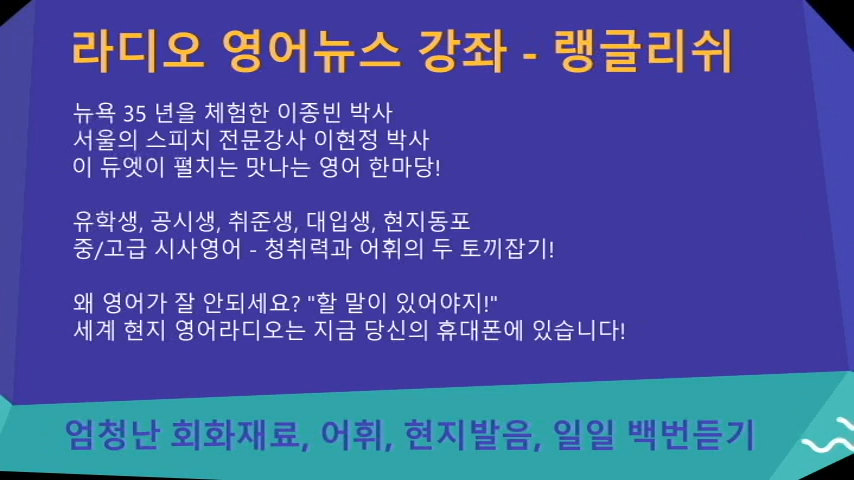 라디오 영어뉴스 강좌 - 랭글리쉬
뉴욕 35 년을 체험한 이종빈 박사
서울의 스피치 전문강사 이현정 박사
이 듀엣이 펼치는 맛나는 영어 한마당!
유학생, 공시생, 취준생, 대입생, 현지동포
중/고급 시사영어 - 청취력과 어휘의 두 토끼잡기!
왜 영어가 잘 안되세요? "할 말이 있어야지!"
세계 현지 영어라디오는 지금 당신의 휴대폰에 있습니다!
엄청난 회화재료, 어휘, 현지발음, 일일 백번듣기